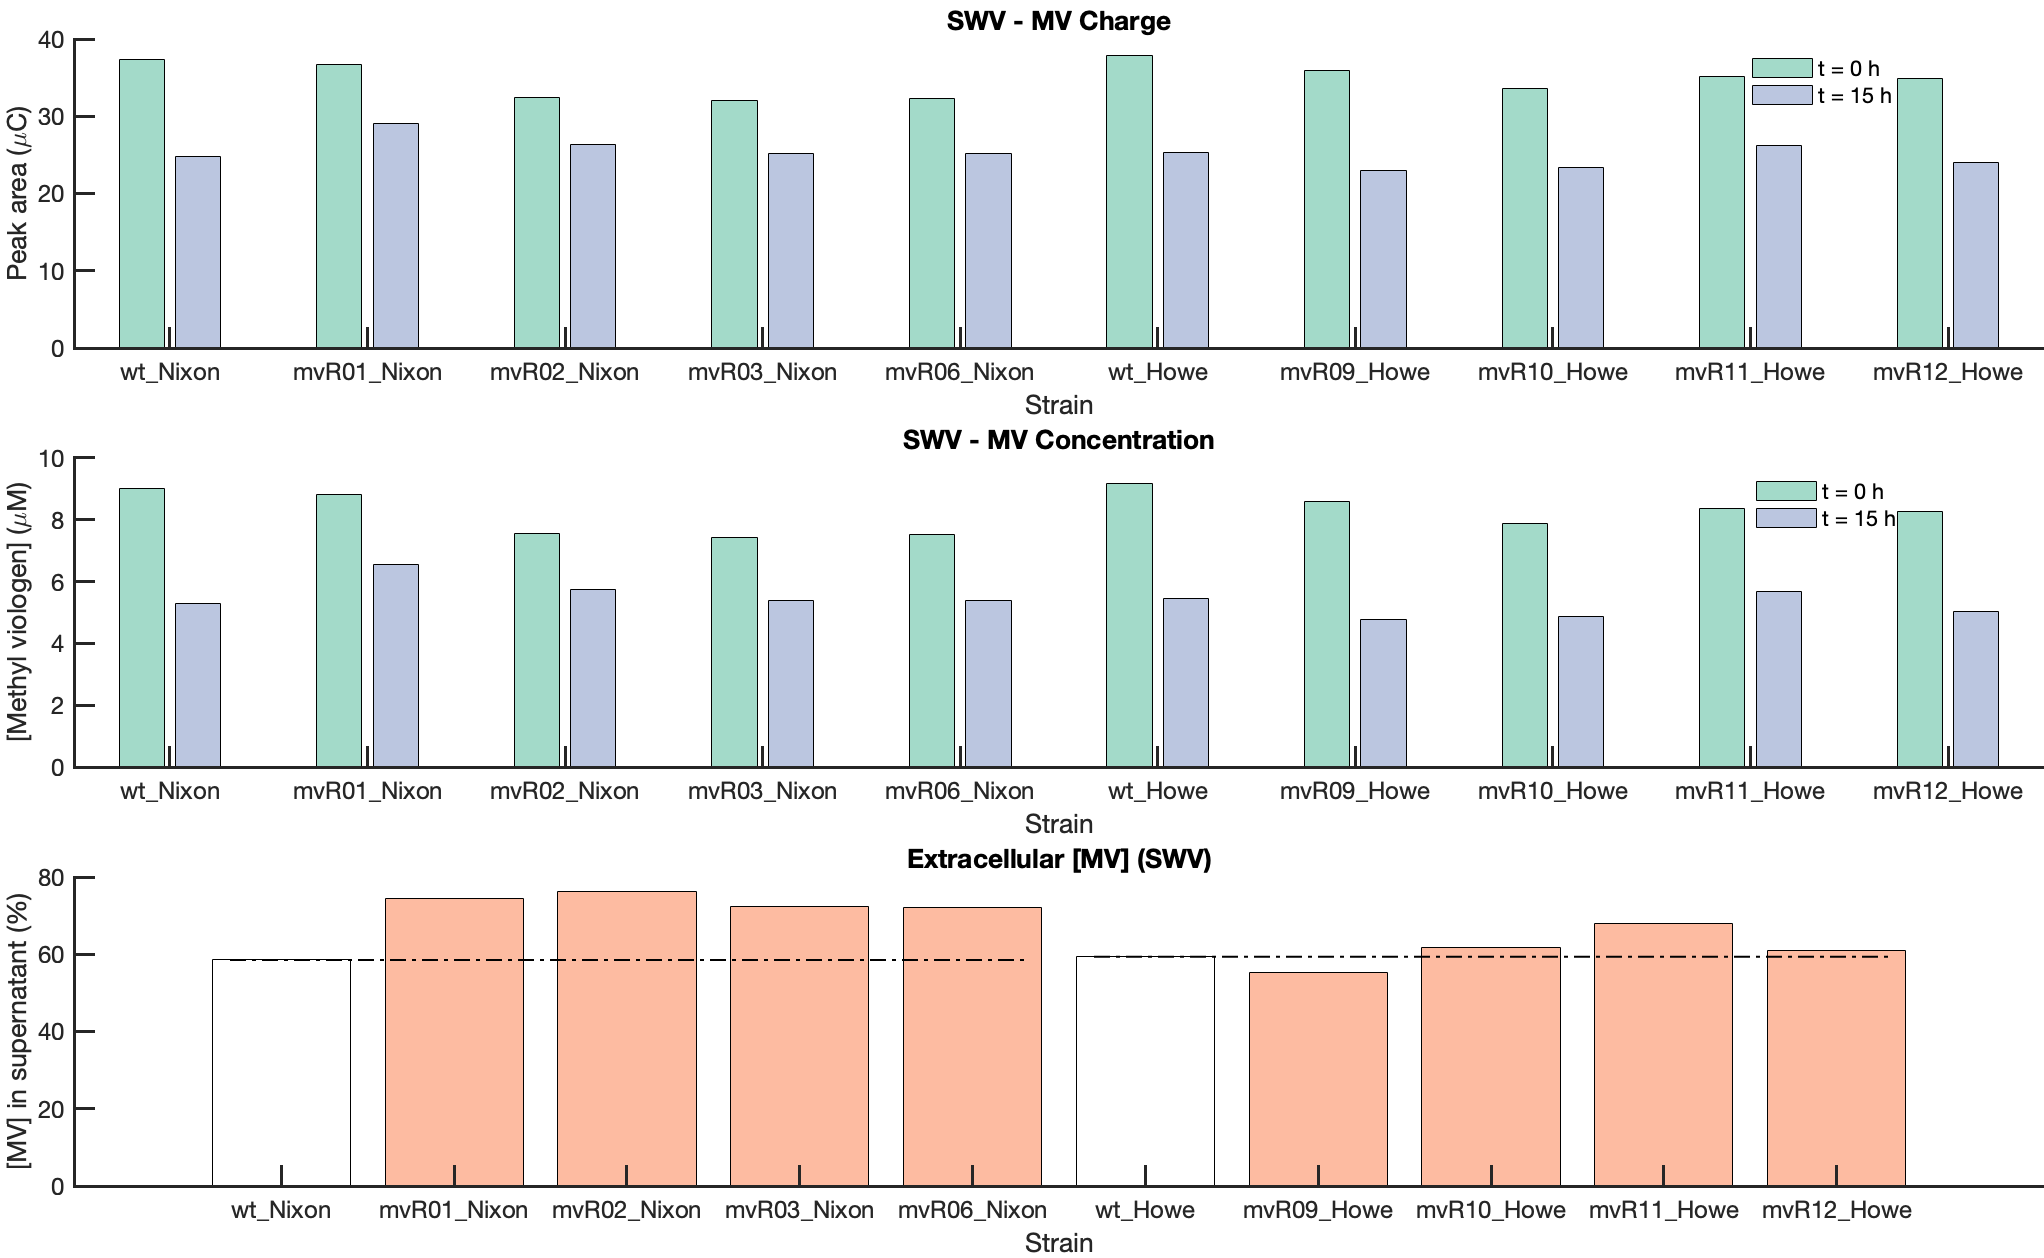 SWV - MV Charge
40
30
20
10
0
Peak area (μC)
t = 0 h
t = 15 h
wt_Nixon mvR01_Nixon mvR02_Nixon mvR03_Nixon mvR06_Nixon wt_Howe mvR09_Howe mvR10_Howe mvR11_Howe mvR12_Howe
Strain
SWV - MV Concentration
10
8
6
4
2
0
[Methyl viologen] (μM)
t = 0 h
t = 15 h
wt_Nixon mvR01_Nixon mvR02_Nixon mvR03_Nixon mvR06_Nixon wt_Howe mvR09_Howe mvR10_Howe mvR11_Howe mvR12_Howe
Strain
Extracellular [MV] (SWV)
80
60
40
20
0
[MV] in supernatant (%)
wt_Nixon mvR01_Nixon mvR02_Nixon mvR03_Nixon mvR06_Nixon wt_Howe mvR09_Howe mvR10_Howe mvR11_Howe mvR12_Howe
Strain